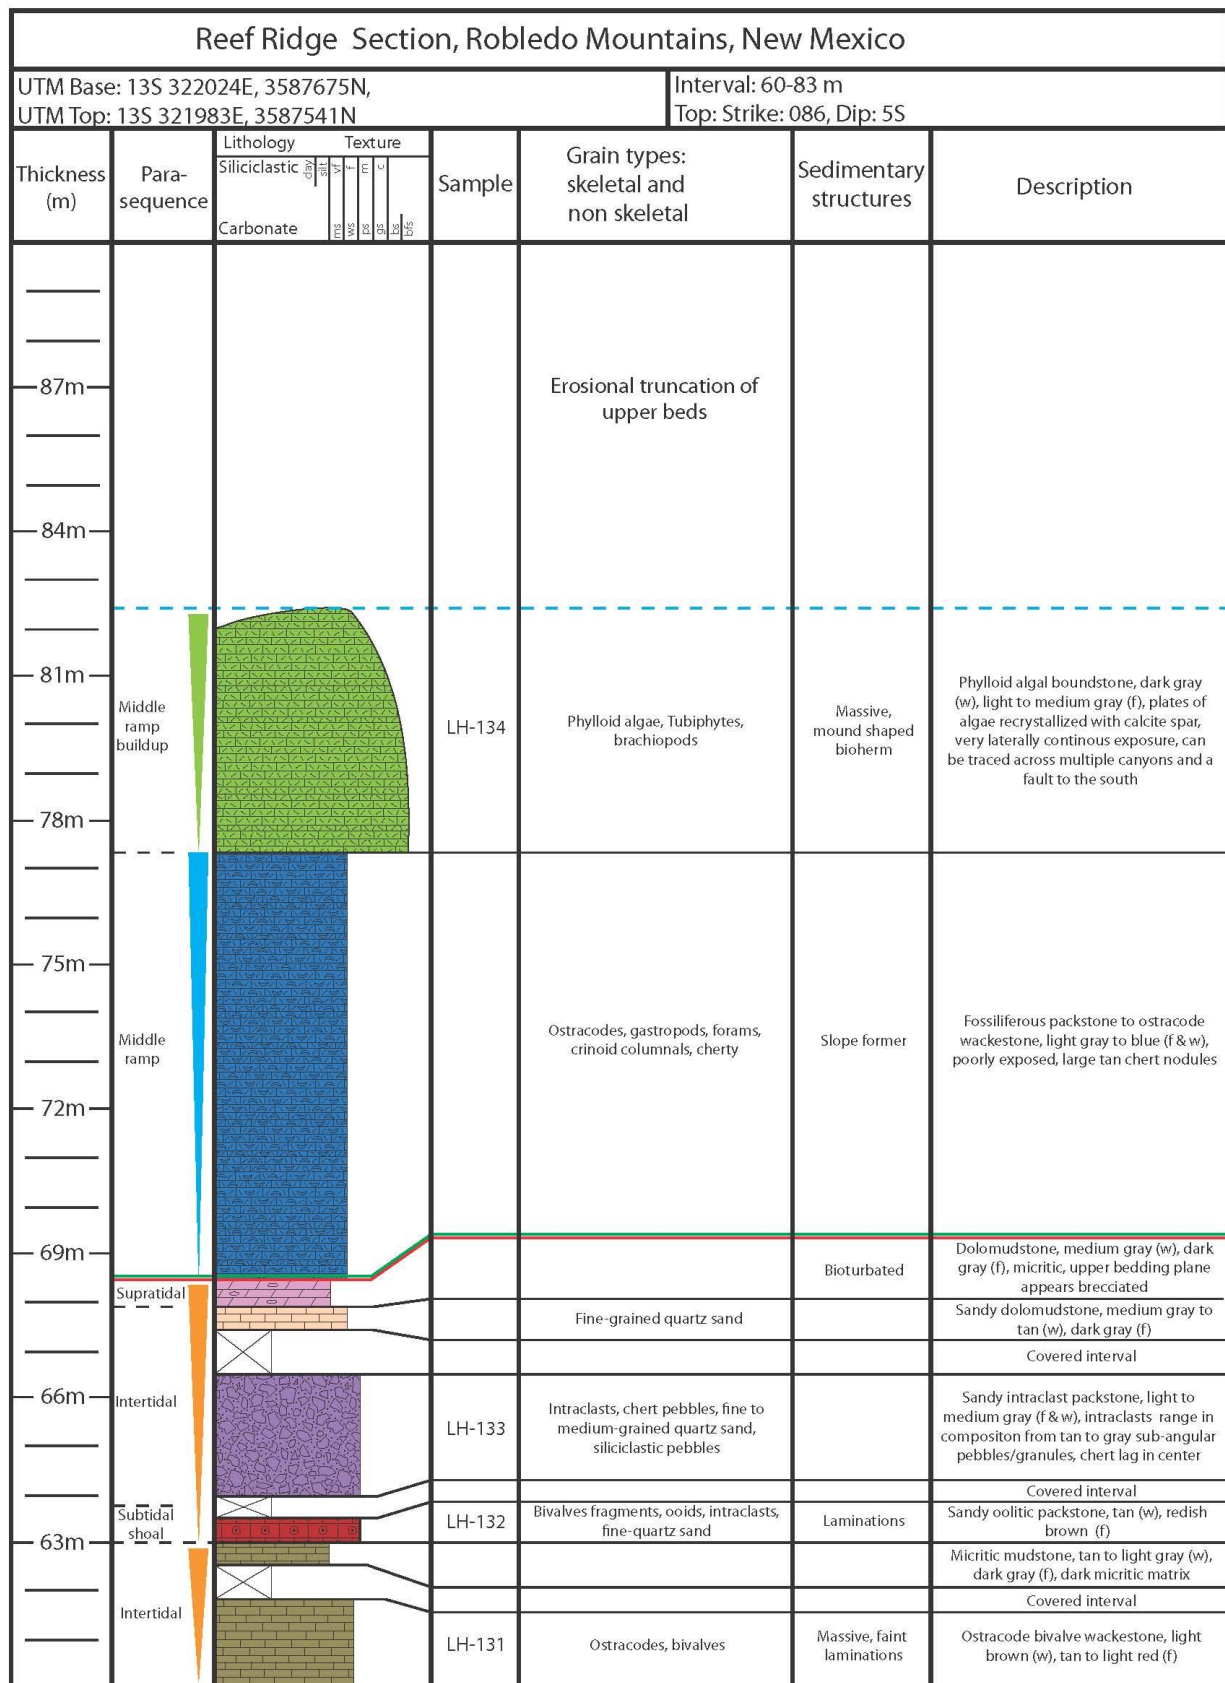 Reef Ridge Section, Robledo Mountains, New Mexico
UTM Base: 13S 322024E, 3587675N,
UTM Top: 13S 321983E, 3587541N
Interval: 60-83 m
Top: Strike: 086, Dip: 5S
Thickness
(m)
Para-
sequence
Lithology
Texture
Siliciclastic
clay
silt
vf
f
m
c
Carbonate
ms
ws
ps
gs
bs
bfs
Sample
Grain types:
skeletal and
non skeletal
Sedimentary
structures
Description
87m
Erosional truncation of
upper beds
84m
81m
78m
Middle
ramp
buildup
LH-134
Phylloid algae, Tubiphytes,
brachiopods
Massive,
mound shaped
bioherm
Phylloid algal boundstone, dark gray
(w), light to medium gray (f), plates of
algae recrystallized with calcite spar,
very laterally continous exposure, can
be traced across multiple canyons and a
fault to the south
75m
72m
69m
Middle
ramp
Ostracodes, gastropods, forams,
crinoid columnals, cherty
Slope former
Fossiliferous packstone to ostracode
wackestone, light gray to blue (f & w),
poorly exposed, large tan chert nodules
Supratidal
Bioturbated
Dolomudstone, medium gray (w), dark
gray (f), micritic, upper bedding plane
appears brecciated
Fine-grained quartz sand
Sandy dolomudstone, medium gray to
tan (w), dark gray (f)
Covered interval
66m
Intertidal
LH-133
Intraclasts, chert pebbles, fine to
medium-grained quartz sand,
siliciclastic pebbles
Sandy intraclast packstone, light to
medium gray (f & w), intraclasts range in
compositon from tan to gray sub-angular
pebbles/granules, chert lag in center
Covered interval
Subtidal
shoal
LH-132
Bivalves fragments, ooids, intraclasts,
fine-quartz sand
Laminations
Sandy oolitic packstone, tan (w), redish
brown (f)
63m
Micritic mudstone, tan to light gray (w),
dark gray (f), dark micritic matrix
Covered interval
Intertidal
LH-131
Ostracodes, bivalves
Massive, faint
laminations
Ostracode bivalve wackestone, light
brown (w), tan to light red (f)